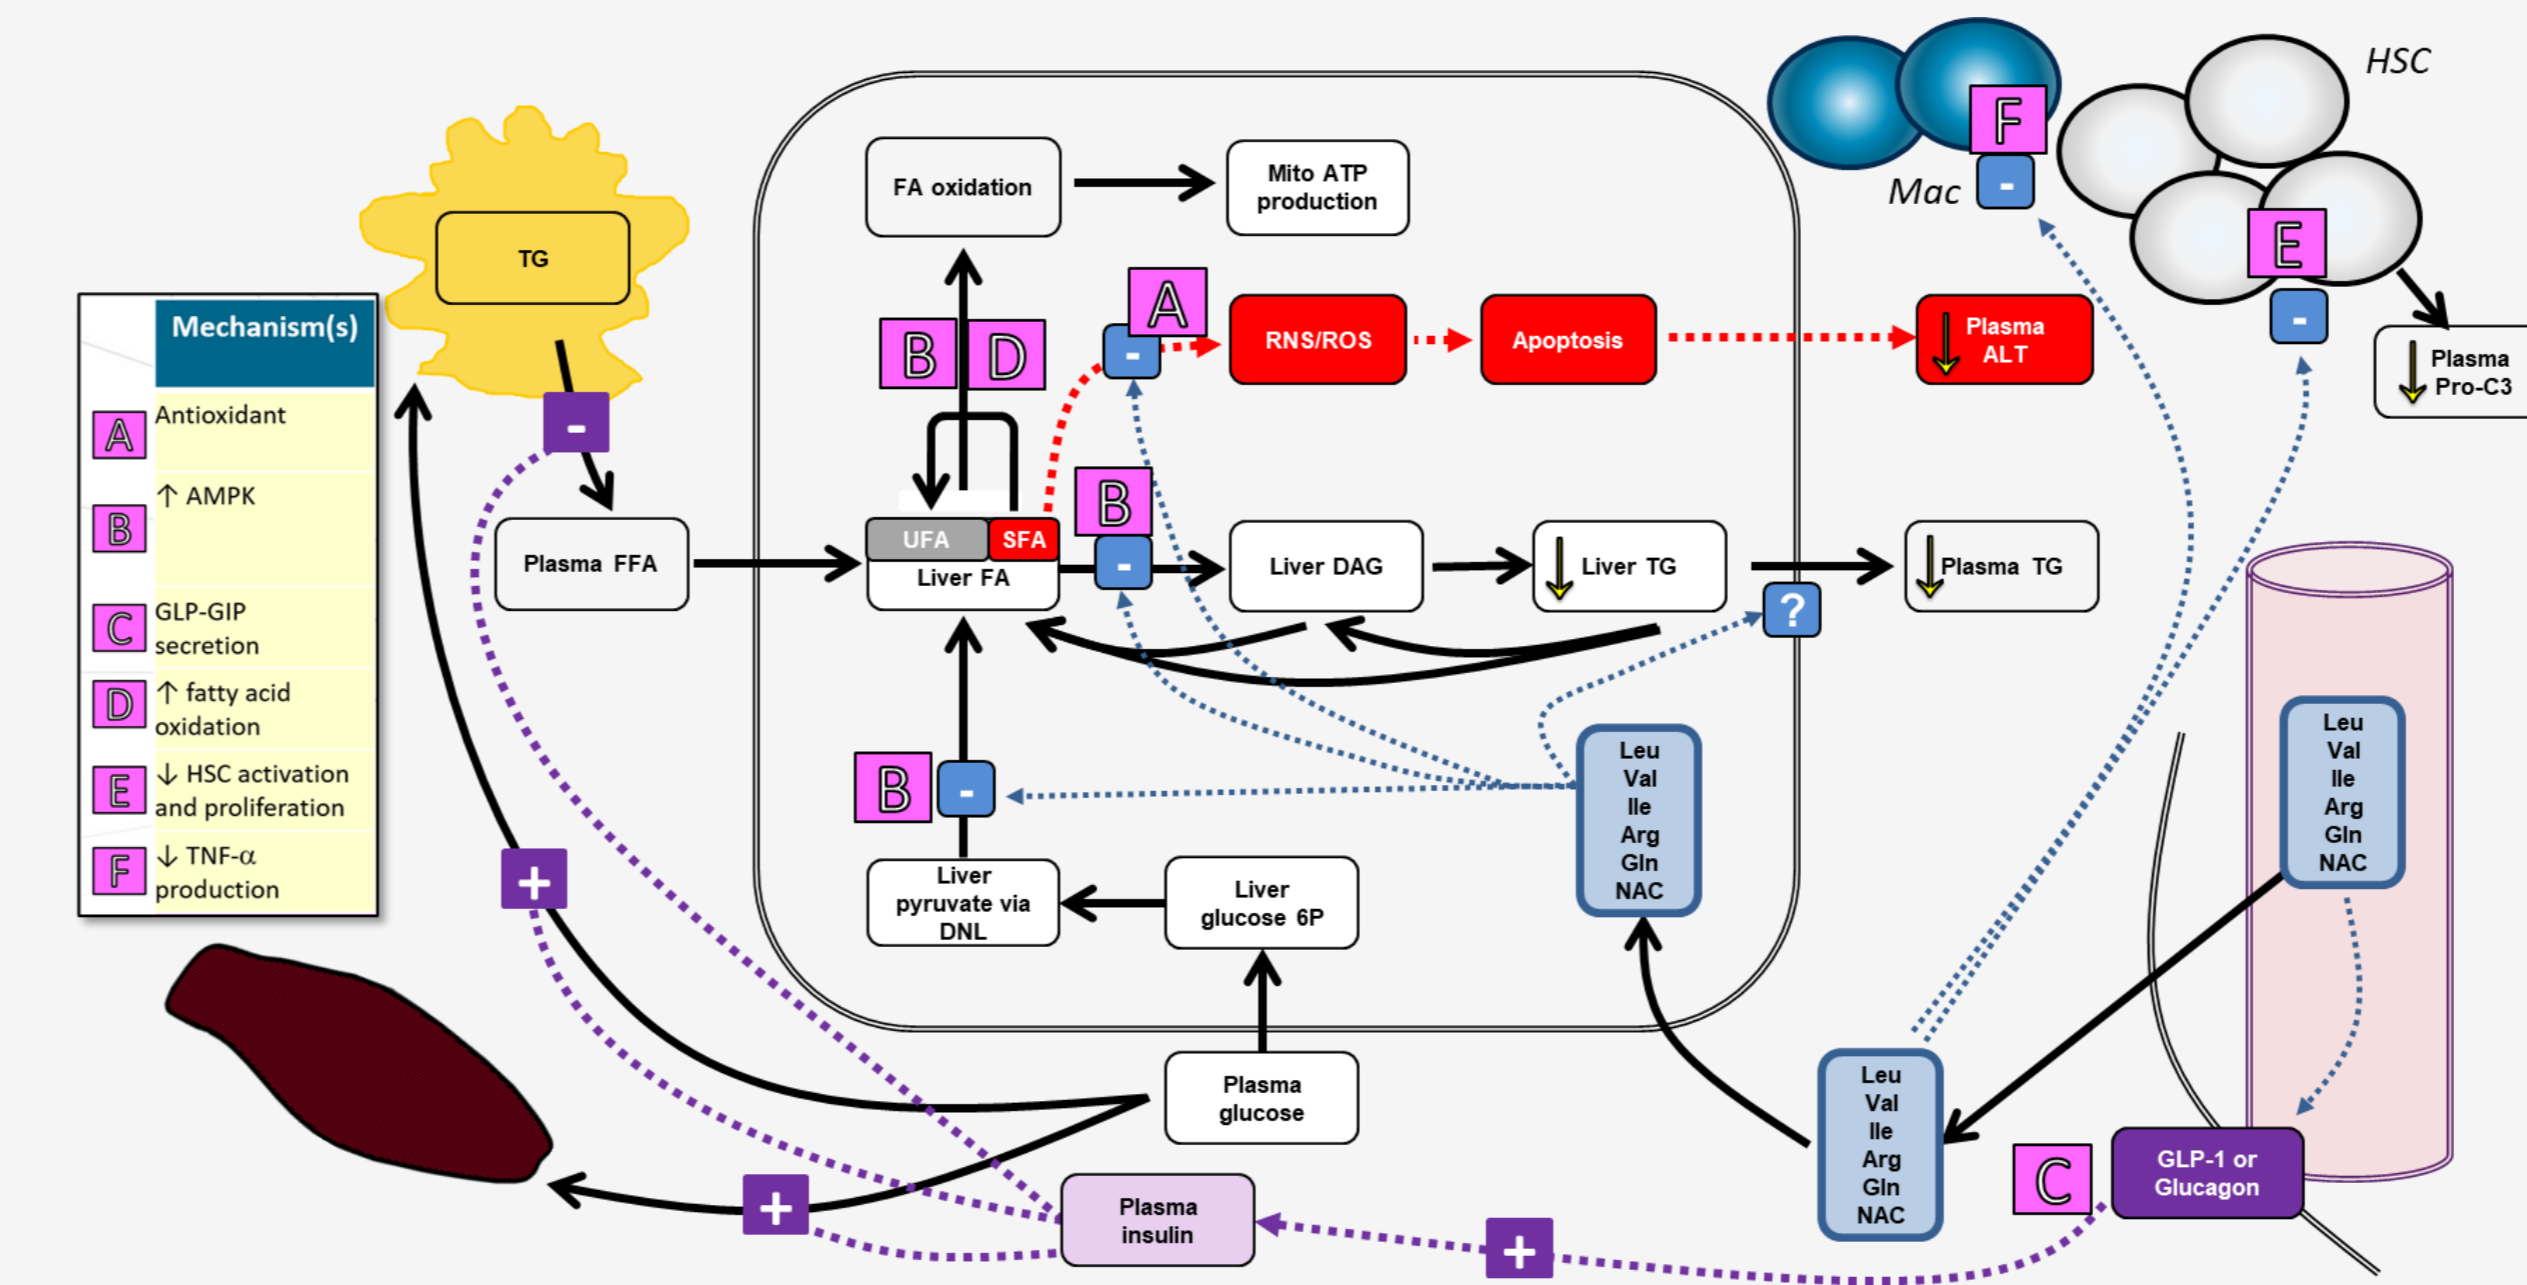 HSC
F
-
Mac
E
-
Plasma
Pro-C3
FA oxidation
Mito ATP
production
TG
-
Mechanism(s)
A
Antioxidant
B
↑ AMPK
C
GLP-GIP
secretion
D
↑ fatty acid
oxidation
E
↓ HSC activation
and proliferation
F
↓ TNF-α
production
B
D
A
-
RNS/ROS
Apoptosis
Plasma
ALT
Plasma FFA
UFA
SFA
Liver FA
B
-
Liver DAG
Liver TG
Plasma TG
?
B
-
Leu
Val
Ile
Arg
Gln
NAC
Leu
Val
Ile
Arg
Gln
NAC
+
Liver
pyruvate via
DNL
Liver
glucose 6P
Plasma
glucose
Leu
Val
Ile
Arg
Gln
NAC
C
GLP-1 or
Glucagon
+
Plasma
insulin
+